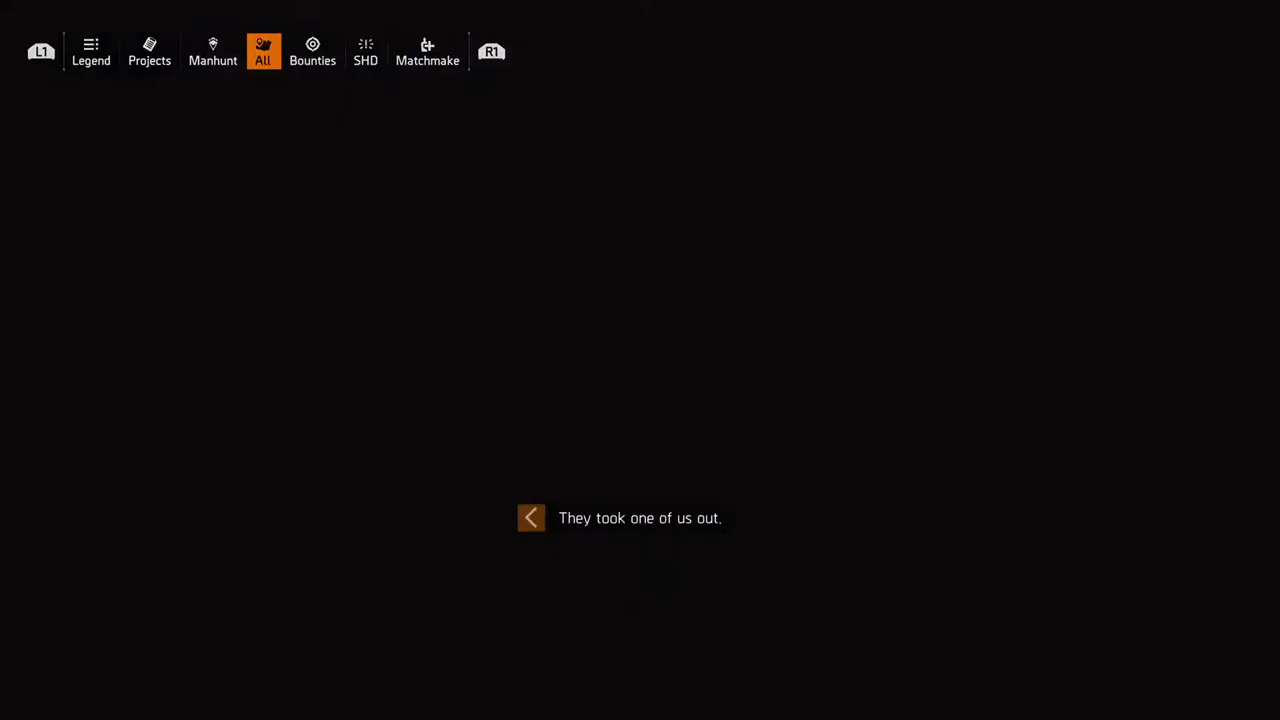 L1 Legend Projects Manhunt All Bounties SHD Matchmake R1
They took one of us out.